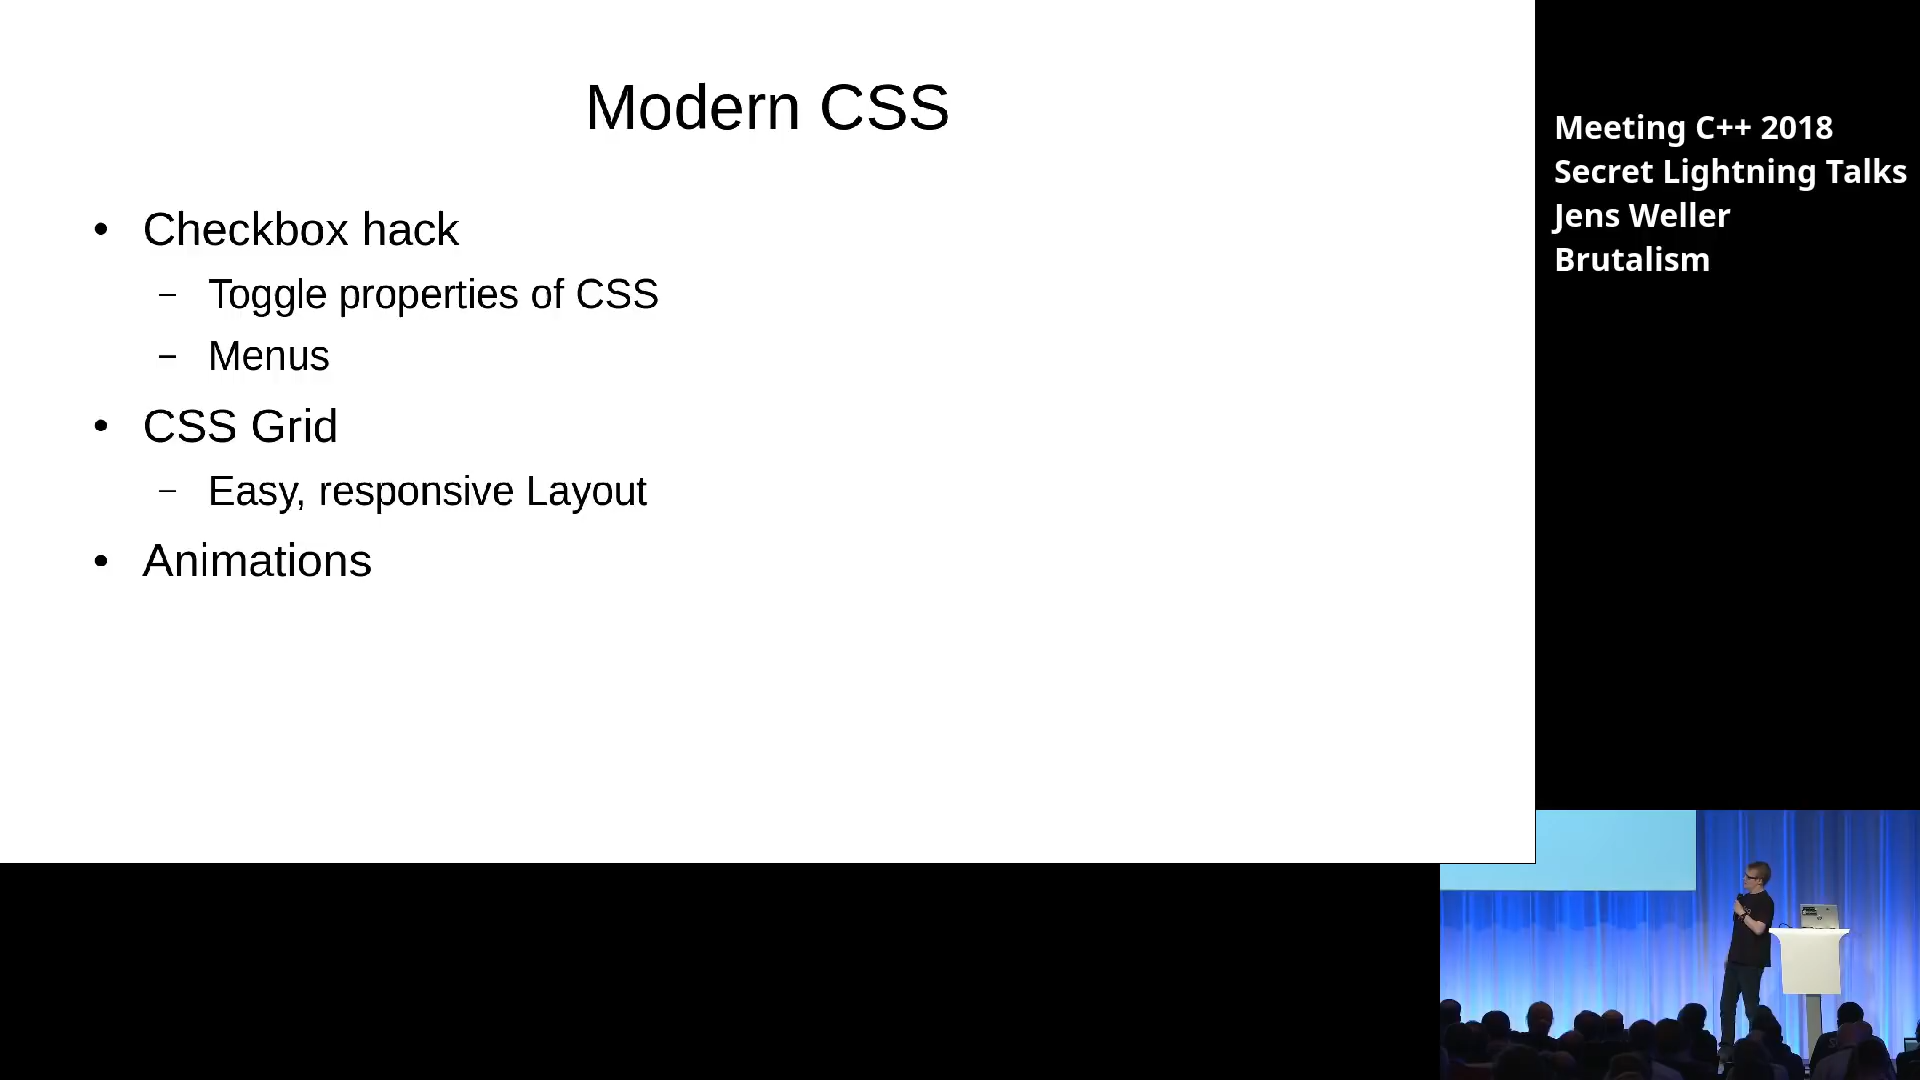 Modern CSS
• Checkbox hack
– Toggle properties of CSS
– Menus
• CSS Grid
– Easy, responsive Layout
• Animations
Meeting C++ 2018
Secret Lightning Talks
Jens Weller
Brutalism